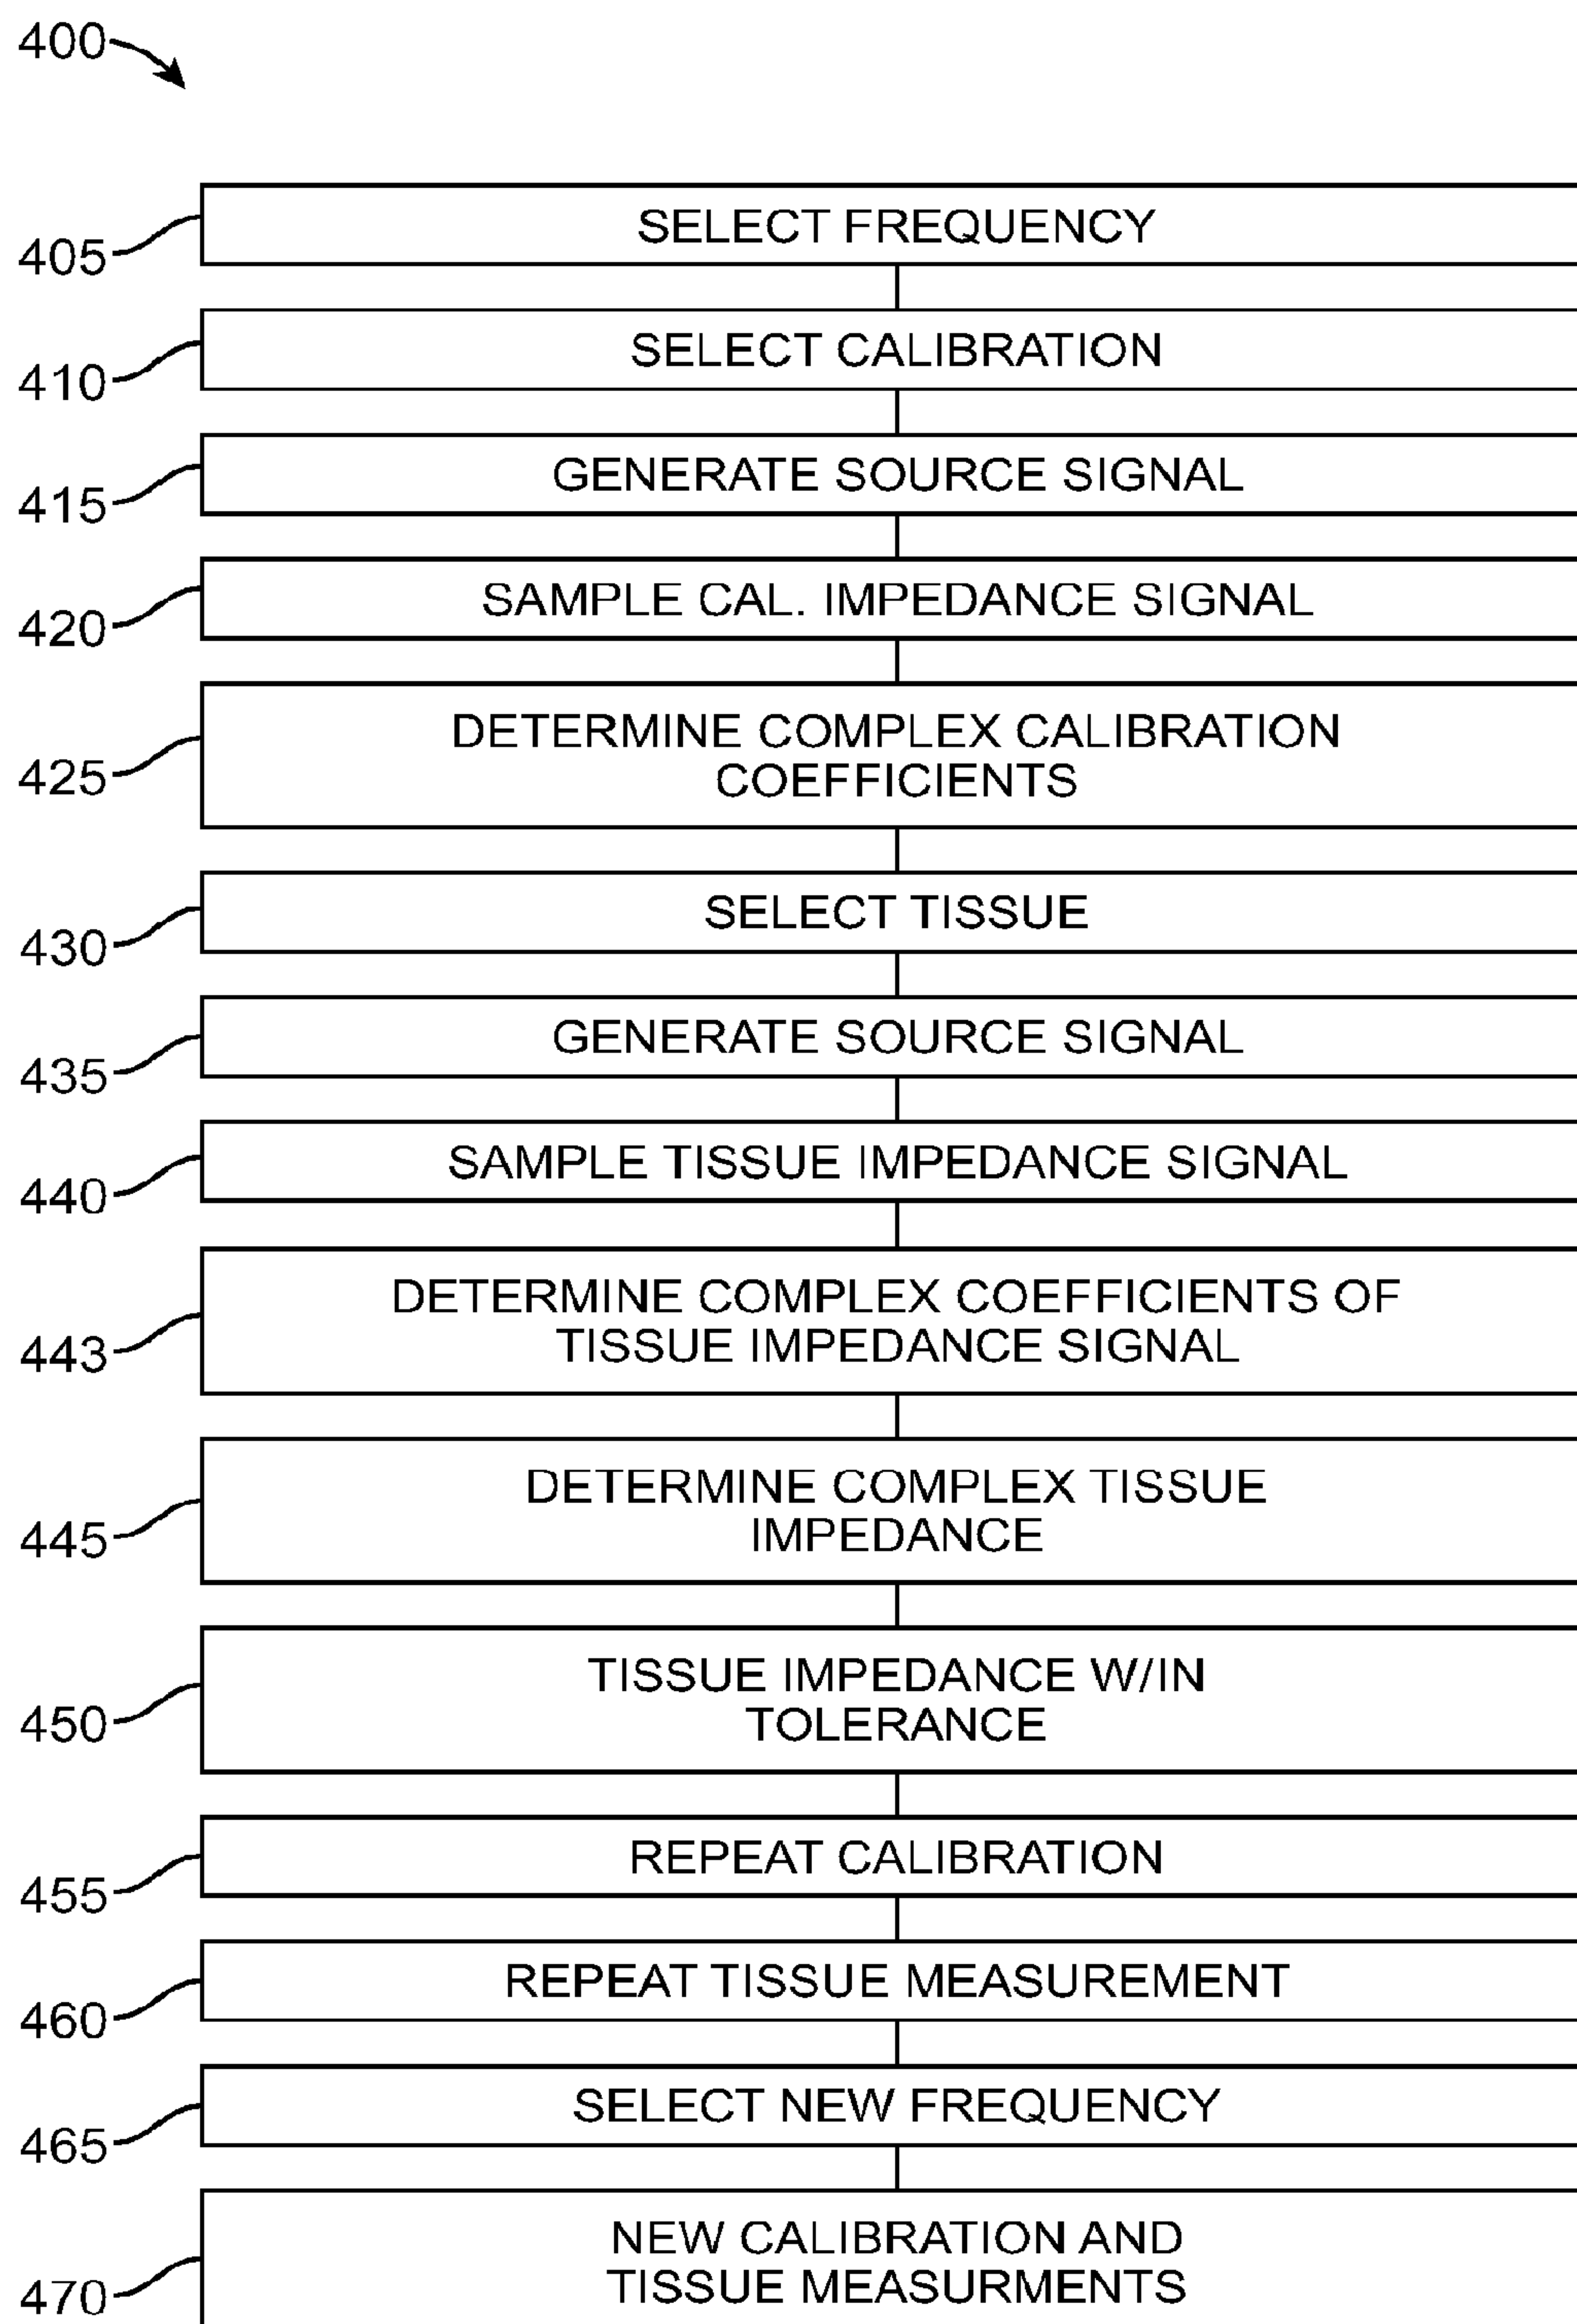 400
405
SELECT FREQUENCY
410
SELECT CALIBRATION
415
GENERATE SOURCE SIGNAL
420
SAMPLE CAL. IMPEDANCE SIGNAL
425
DETERMINE COMPLEX CALIBRATION
COEFFICIENTS
430
SELECT TISSUE
435
GENERATE SOURCE SIGNAL
440
SAMPLE TISSUE IMPEDANCE SIGNAL
443
DETERMINE COMPLEX COEFFICIENTS OF
TISSUE IMPEDANCE SIGNAL
445
DETERMINE COMPLEX TISSUE
IMPEDANCE
450
TISSUE IMPEDANCE W/IN
TOLERANCE
455
REPEAT CALIBRATION
460
REPEAT TISSUE MEASUREMENT
465
SELECT NEW FREQUENCY
470
NEW CALIBRATION AND
TISSUE MEASURMENTS